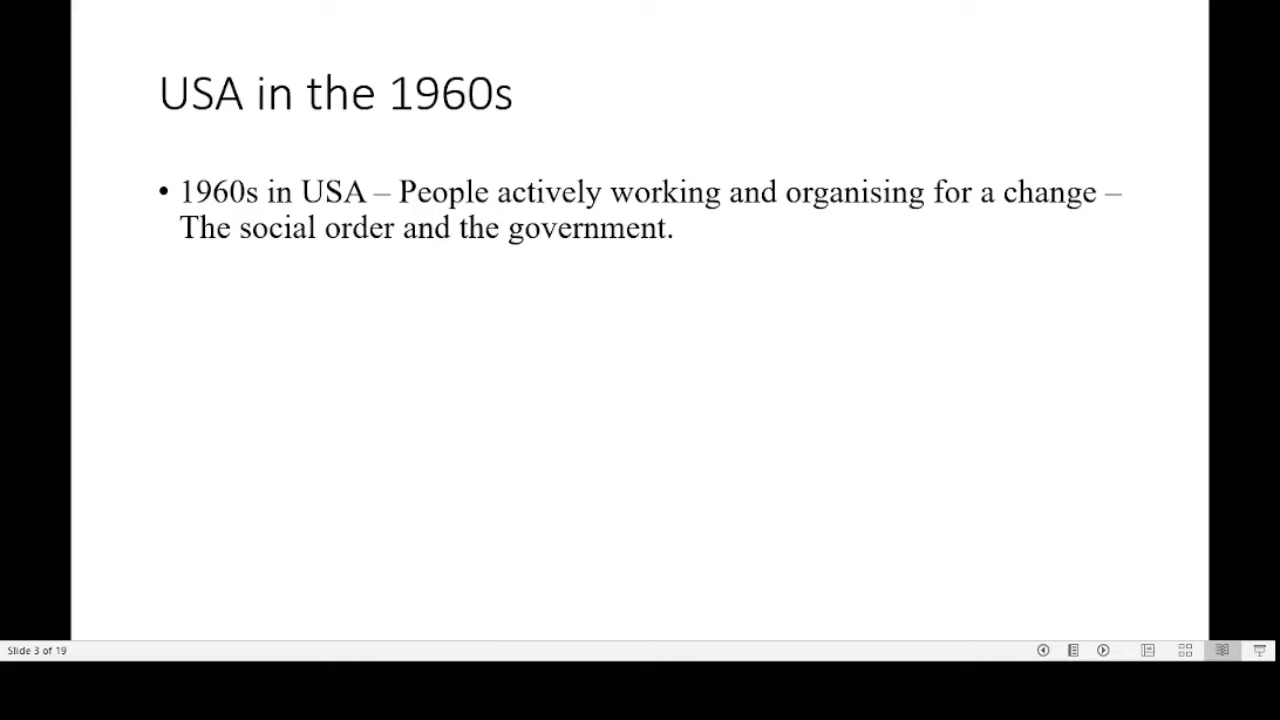 USA in the 1960s
• 1960s in USA – People actively working and organising for a change –
The social order and the government.
Slide 3 of 19